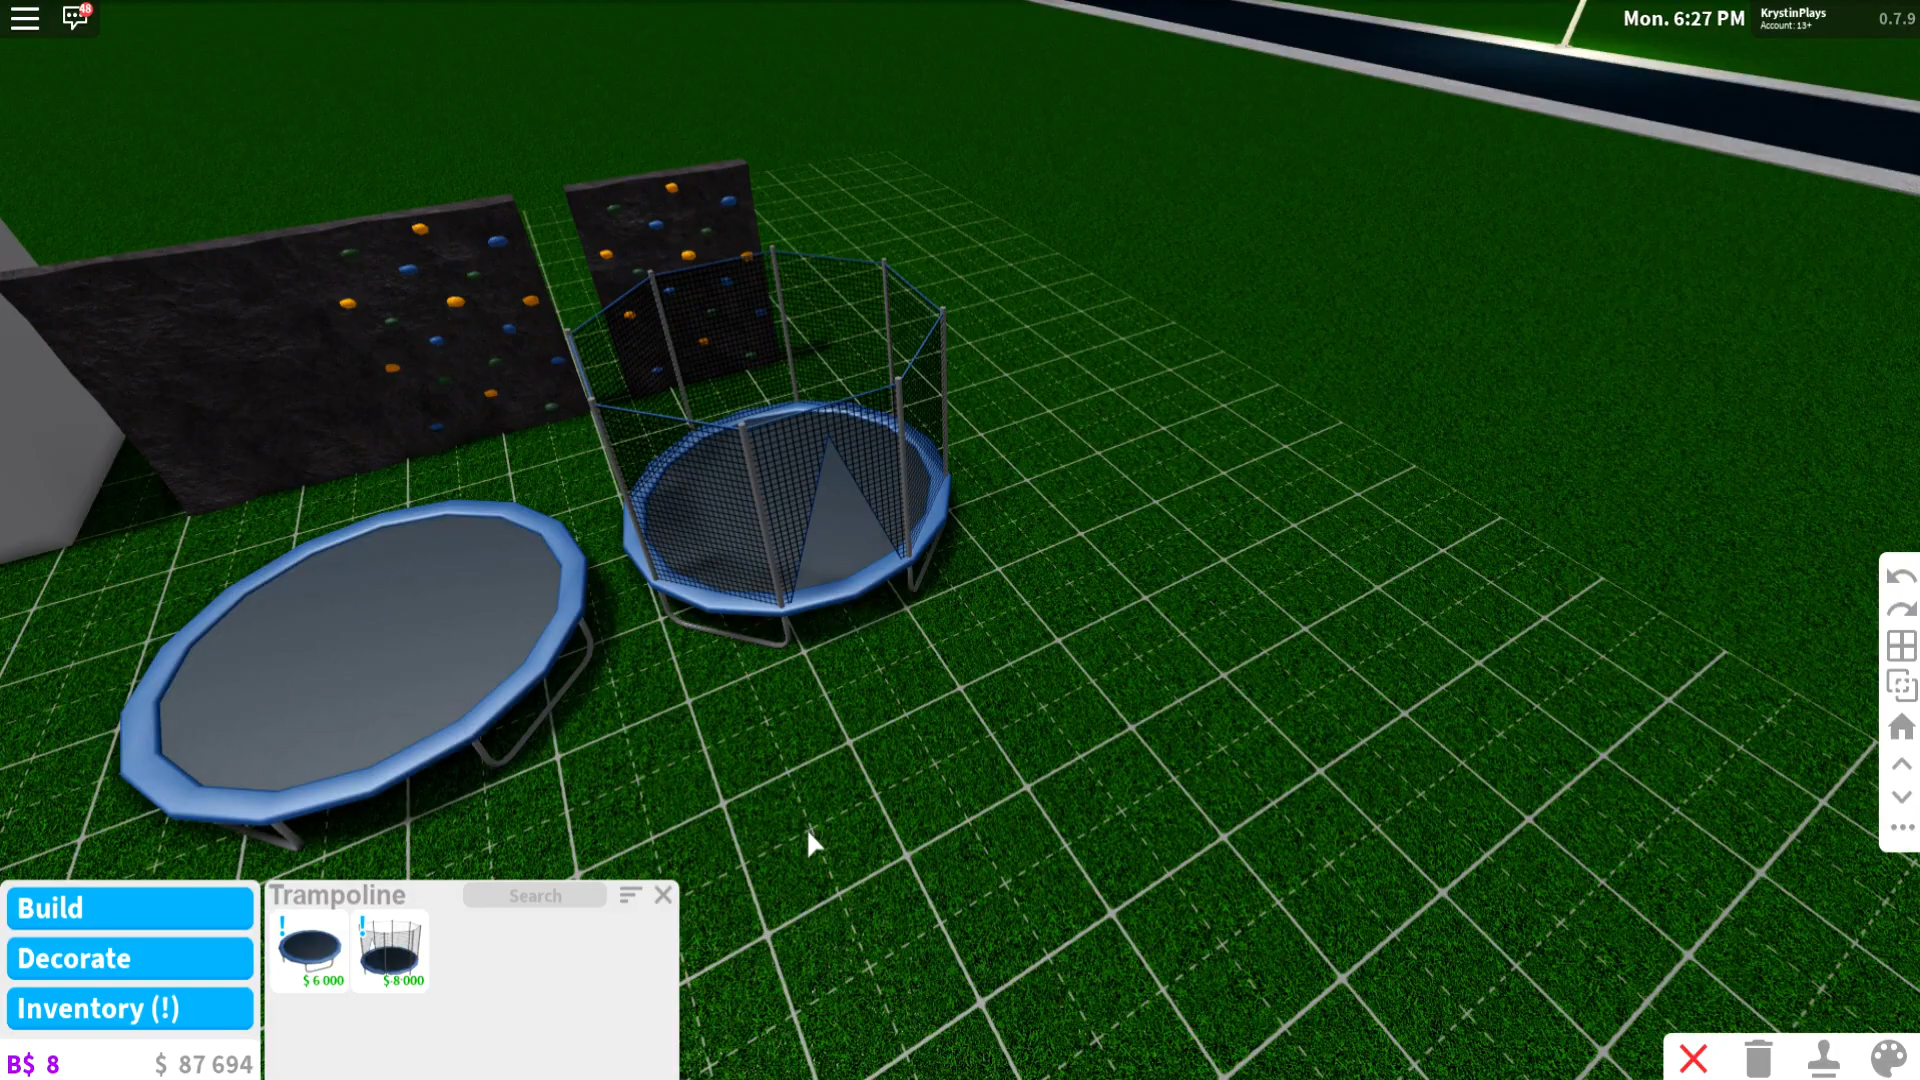 48
Mon. 6:27 PM
KrystinPlays
Account: 13+
0.7.9
Build
Decorate
Inventory (!)
B$ 8
$ 87 694
Trampoline
Search
!
$ 6 000
!
$ 8 000